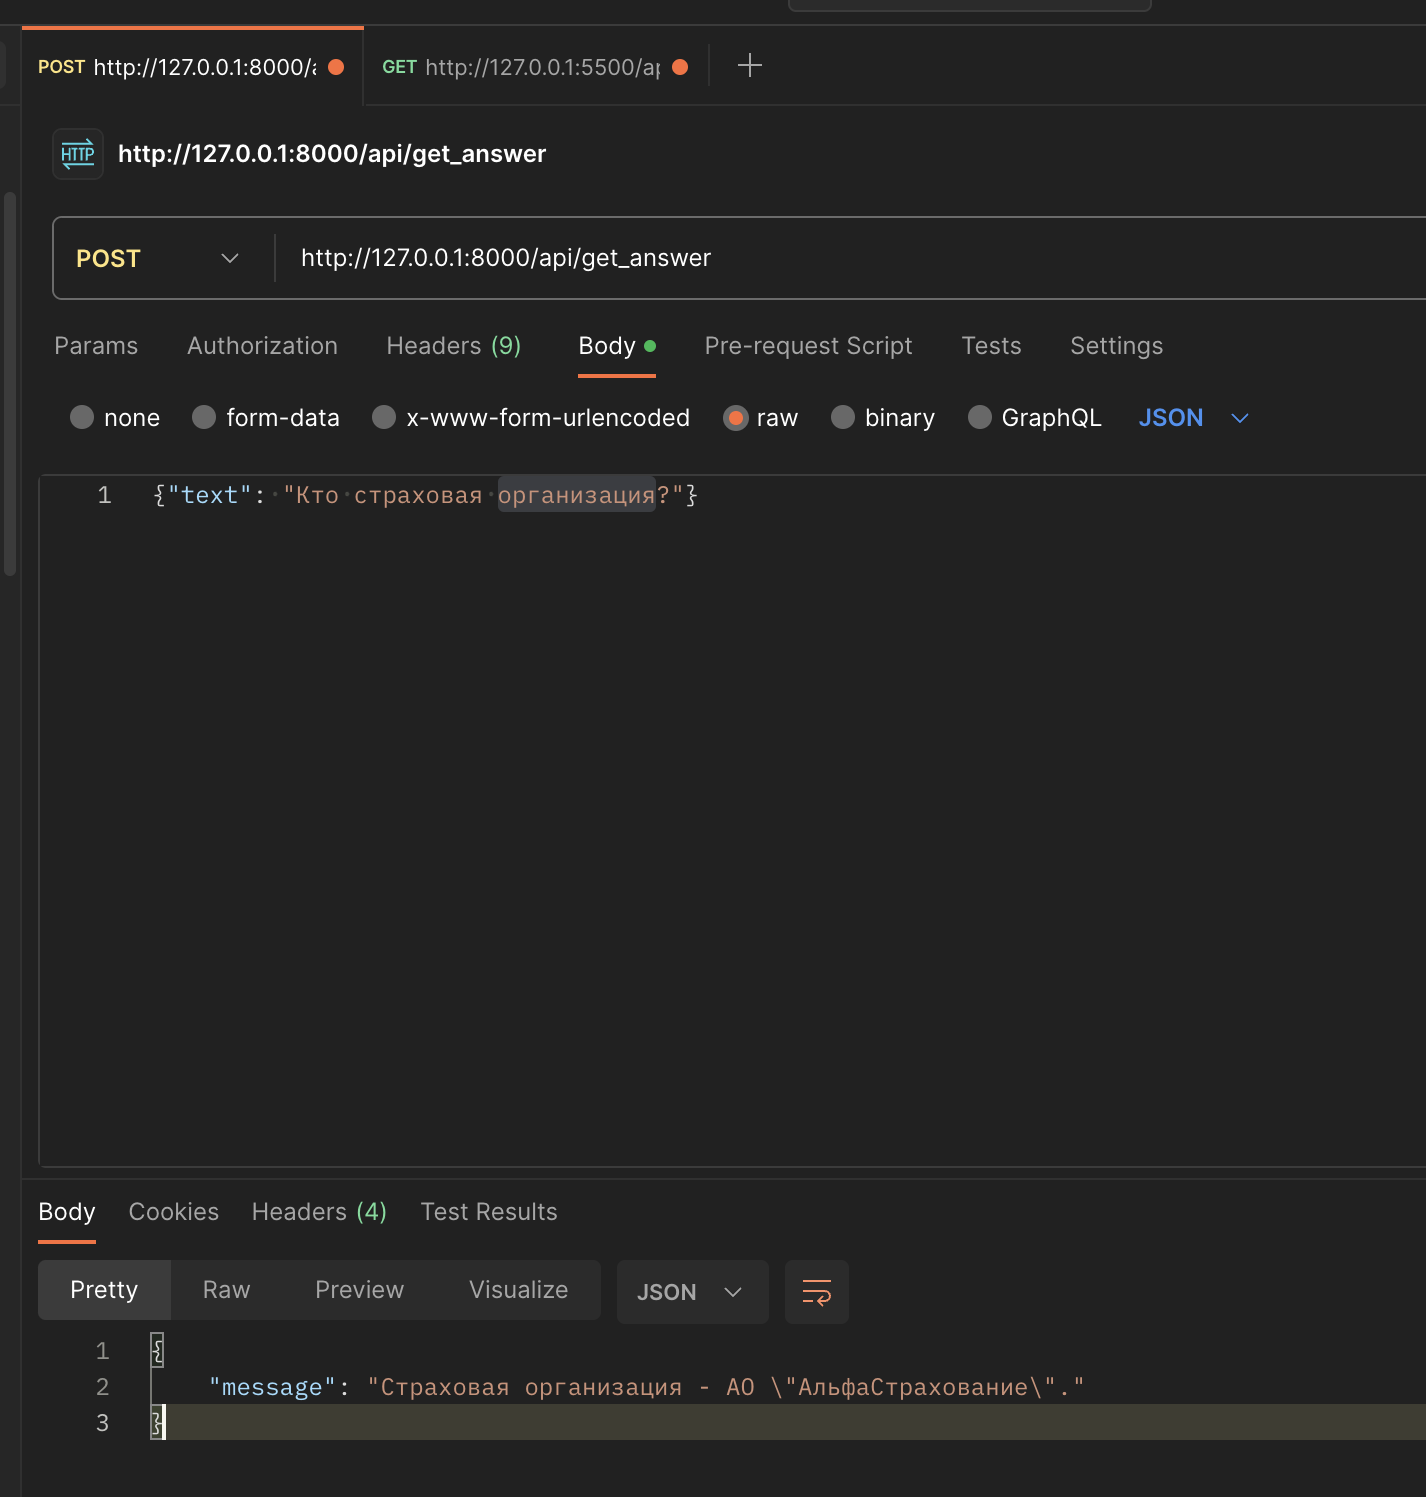 POST http://127.0.0.1:8000/a GET http://127.0.0.1:5500/ap
HTTP http://127.0.0.1:8000/api/get_answer
POST http://127.0.0.1:8000/api/get_answer
Params Authorization Headers (9) Body Pre-request Script Tests Settings
none form-data x-www-form-urlencoded raw binary GraphQL JSON
1 {"text": "Кто страховая организация?"}
Body Cookies Headers (4) Test Results
Pretty Raw Preview Visualize JSON
1 {
2 "message": "Страховая организация - АО \"АльфаСтрахование\"."
3 }